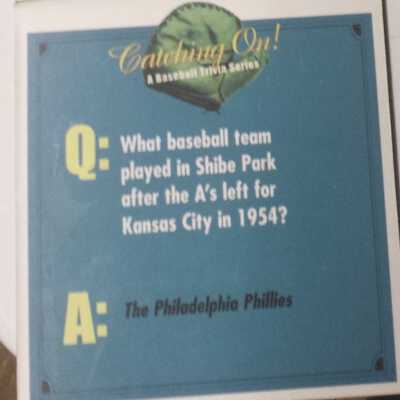 Catching On!
A Baseball Trivia Series
Q: What baseball team
played in Shibe Park
after the A's left for
Kansas City in 1954?
A: The Philadelphia Phillies